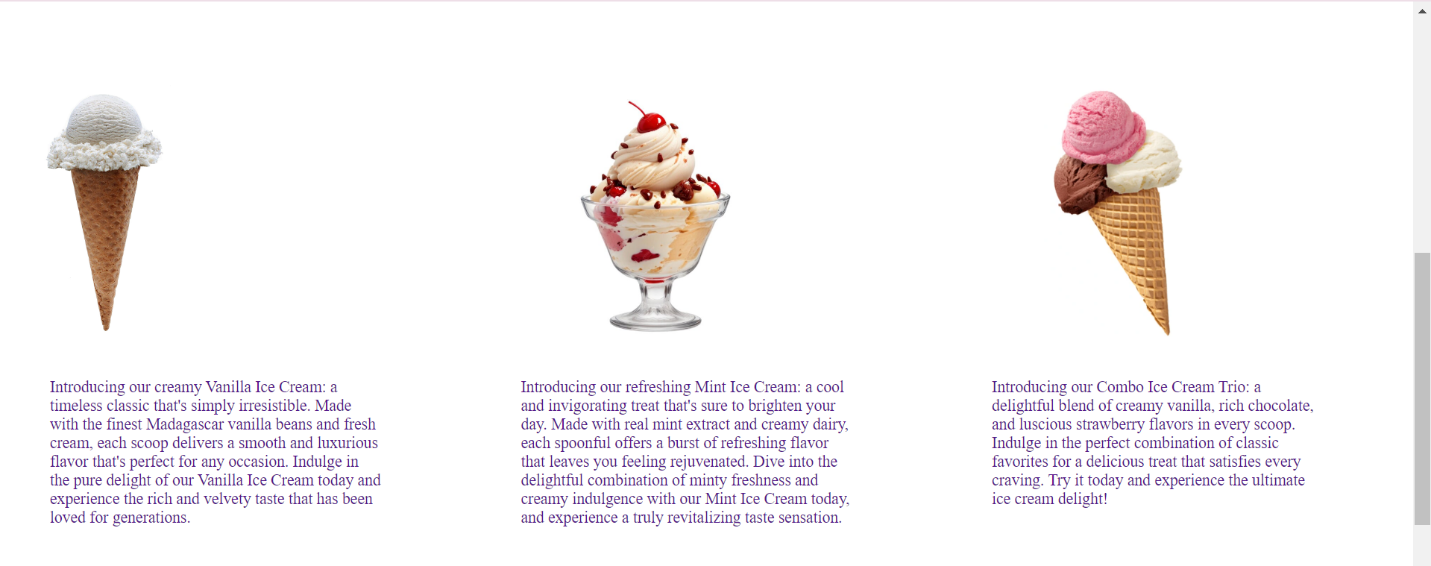 Introducing our creamy Vanilla Ice Cream: a
timeless classic that's simply irresistible. Made
with the finest Madagascar vanilla beans and fresh
cream, each scoop delivers a smooth and luxurious
flavor that's perfect for any occasion. Indulge in
the pure delight of our Vanilla Ice Cream today and
experience the rich and velvety taste that has been
loved for generations.
Introducing our refreshing Mint Ice Cream: a cool
and invigorating treat that's sure to brighten your
day. Made with real mint extract and creamy dairy,
each spoonful offers a burst of refreshing flavor
that leaves you feeling rejuvenated. Dive into the
delightful combination of minty freshness and
creamy indulgence with our Mint Ice Cream today,
and experience a truly revitalizing taste sensation.
Introducing our Combo Ice Cream Trio: a
delightful blend of creamy vanilla, rich chocolate,
and luscious strawberry flavors in every scoop.
Indulge in the perfect combination of classic
favorites for a delicious treat that satisfies every
craving. Try it today and experience the ultimate
ice cream delight!